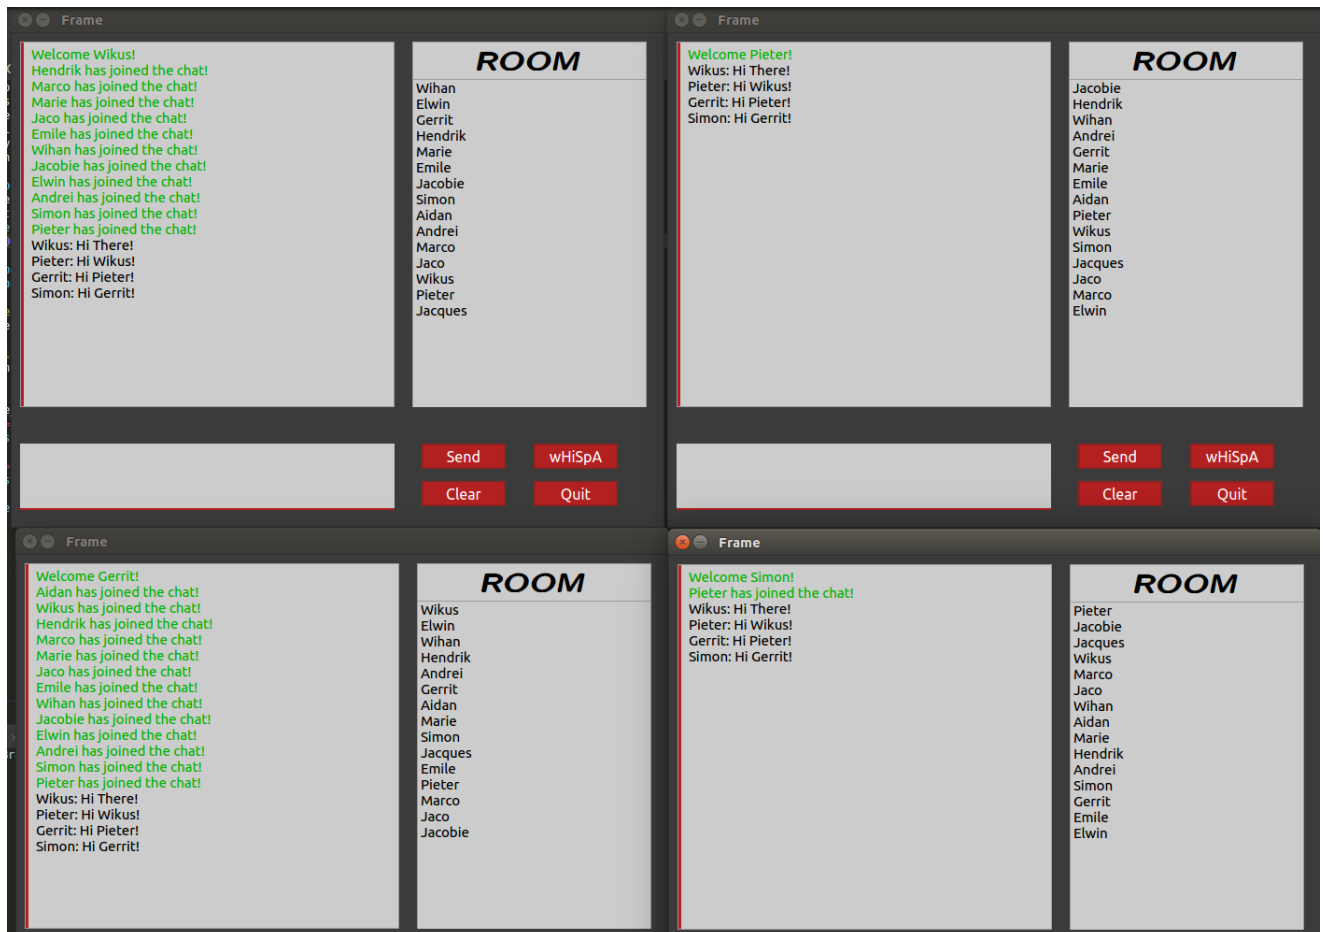 Frame
Welcome Wikus!
Hendrik has joined the chat!
Marco has joined the chat!
Marie has joined the chat!
Jaco has joined the chat!
Emile has joined the chat!
Wihan has joined the chat!
Jacobie has joined the chat!
Elwin has joined the chat!
Andrei has joined the chat!
Simon has joined the chat!
Pieter has joined the chat!
Wikus: Hi There!
Pieter: Hi Wikus!
Gerrit: Hi Pieter!
Simon: Hi Gerrit!
ROOM
Wihan
Elwin
Gerrit
Hendrik
Marie
Emile
Jacobie
Simon
Aidan
Andrei
Marco
Jaco
Wikus
Pieter
Jacques
Send
wHiSpA
Clear
Quit
Frame
Welcome Pieter!
Wikus: Hi There!
Pieter: Hi Wikus!
Gerrit: Hi Pieter!
Simon: Hi Gerrit!
ROOM
Jacobie
Hendrik
Wihan
Andrei
Gerrit
Marie
Emile
Aidan
Pieter
Wikus
Simon
Jacques
Jaco
Marco
Elwin
Send
wHiSpA
Clear
Quit
Frame
Welcome Gerrit!
Aidan has joined the chat!
Wikus has joined the chat!
Hendrik has joined the chat!
Marco has joined the chat!
Marie has joined the chat!
Jaco has joined the chat!
Emile has joined the chat!
Wihan has joined the chat!
Jacobie has joined the chat!
Elwin has joined the chat!
Andrei has joined the chat!
Simon has joined the chat!
Pieter has joined the chat!
Wikus: Hi There!
Pieter: Hi Wikus!
Gerrit: Hi Pieter!
Simon: Hi Gerrit!
ROOM
Wikus
Elwin
Wihan
Hendrik
Andrei
Gerrit
Aidan
Marie
Simon
Jacques
Emile
Pieter
Marco
Jaco
Jacobie
Frame
Welcome Simon!
Pieter has joined the chat!
Wikus: Hi There!
Pieter: Hi Wikus!
Gerrit: Hi Pieter!
Simon: Hi Gerrit!
ROOM
Pieter
Jacobie
Jacques
Wikus
Marco
Jaco
Wihan
Aidan
Marie
Hendrik
Andrei
Simon
Gerrit
Emile
Elwin